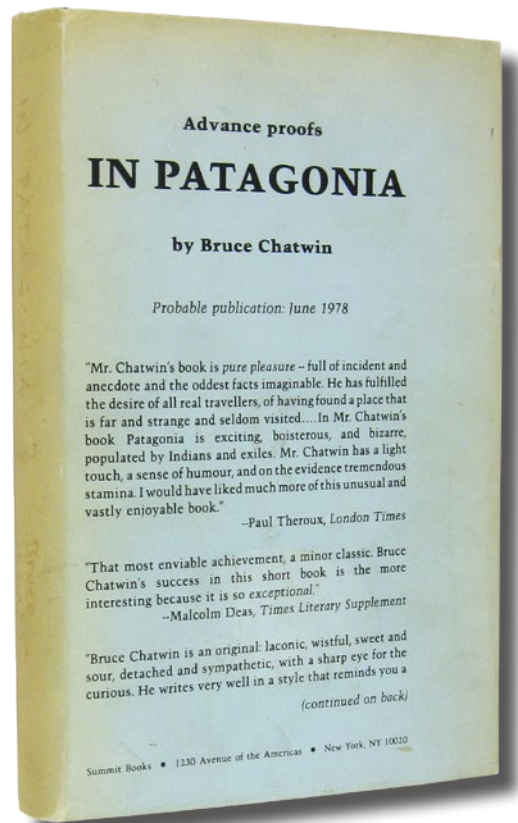 Advance proofs
IN PATAGONIA
by Bruce Chatwin
Probable publication: June 1978
"Mr. Chatwin's book is pure pleasure -- full of incident and
anecdote and the oddest facts imaginable. He has fulfilled
the desire of all real travellers, of having found a place that
is far and strange and seldom visited....In Mr. Chatwin's
book Patagonia is exciting, boisterous, and bizarre,
populated by Indians and exiles. Mr. Chatwin has a light
touch, a sense of humour, and on the evidence tremendous
stamina. I would have liked much more of this unusual and
vastly enjoyable book."
--Paul Theroux, London Times
"That most enviable achievement, a minor classic. Bruce
Chatwin's success in this short book is the more
interesting because it is so exceptional."
--Malcolm Deas, Times Literary Supplement
"Bruce Chatwin is an original: laconic, wistful, sweet and
sour, detached and sympathetic, with a sharp eye for the
curious. He writes very well in a style that reminds you a
(continued on back)
Summit Books • 1230 Avenue of the Americas • New York, NY 10020
IN PATAGONIA
Bruce